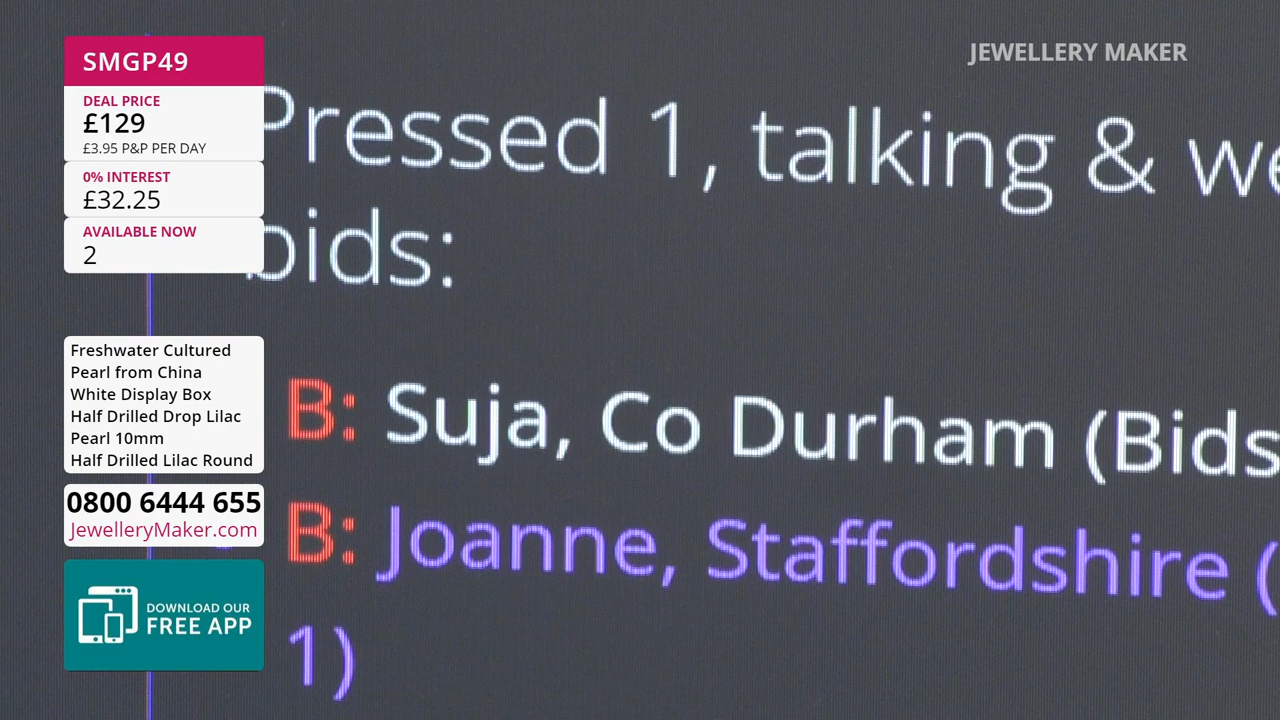 SMGP49
DEAL PRICE
£129
£3.95 P&P PER DAY
0% INTEREST
£32.25
AVAILABLE NOW
2
Freshwater Cultured
Pearl from China
White Display Box
Half Drilled Drop Lilac
Pearl 10mm
Half Drilled Lilac Round
0800 6444 655
JewelleryMaker.com
DOWNLOAD OUR
FREE APP
JEWELLERY MAKER
Pressed 1, talking & we
bids:
B: Suja, Co Durham (Bids
B: Joanne, Staffordshire (
1)